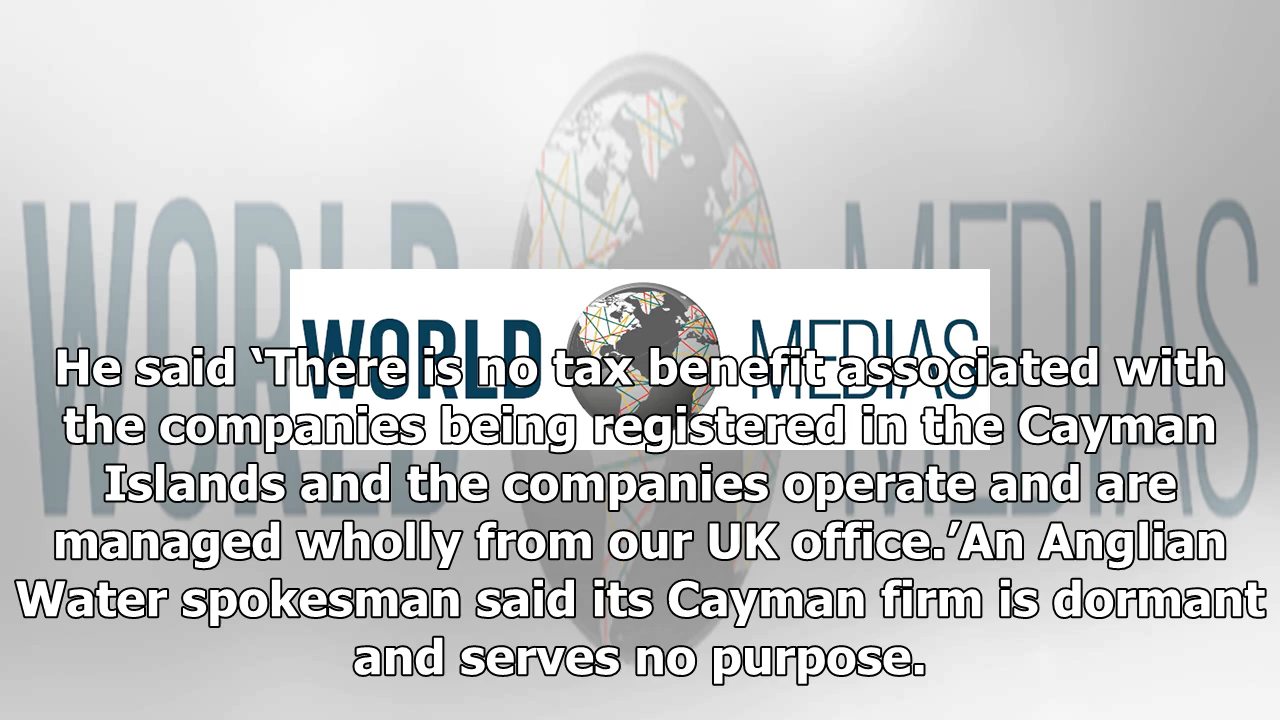 WORLD MEDIAS
WORLD MEDIAS
He said ‘There is no tax benefit associated with
the companies being registered in the Cayman
Islands and the companies operate and are
managed wholly from our UK office.’An Anglian
Water spokesman said its Cayman firm is dormant
and serves no purpose.